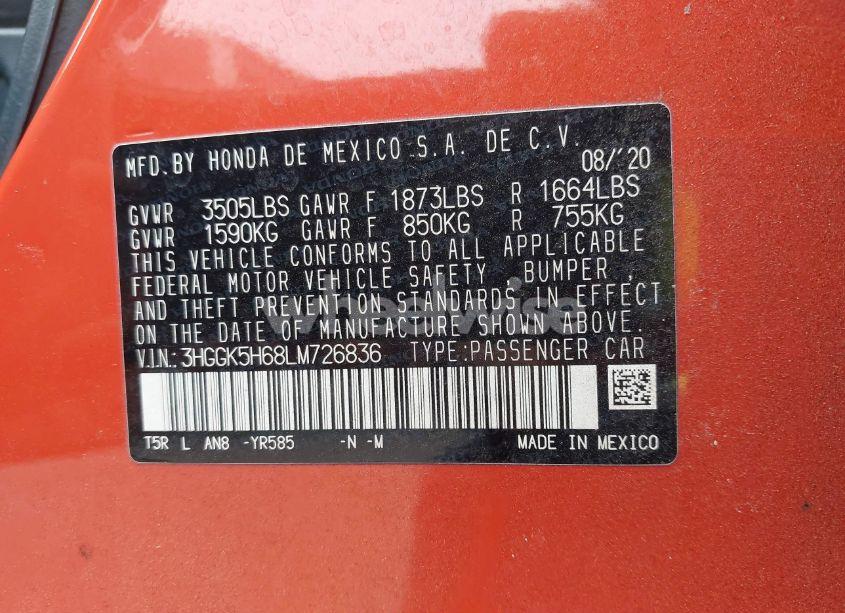 MFD.BY HONDA DE MEXICO S.A. DE C.V. 08/'20
GVWR 3505LBS GAWR F 1873LBS R 1664LBS
GVWR 1590KG GAWR F 850KG R 755KG
THIS VEHICLE CONFORMS TO ALL APPLICABLE
FEDERAL MOTOR VEHICLE SAFETY, BUMPER,
AND THEFT PREVENTION STANDARDS IN EFFECT
ON THE DATE OF MANUFACTURE SHOWN ABOVE.
V.I.N.: 3HGGK5H68LM726836 TYPE:PASSENGER CAR
T5R L AN8 -YR585 -N -M MADE IN MEXICO
wheelwise